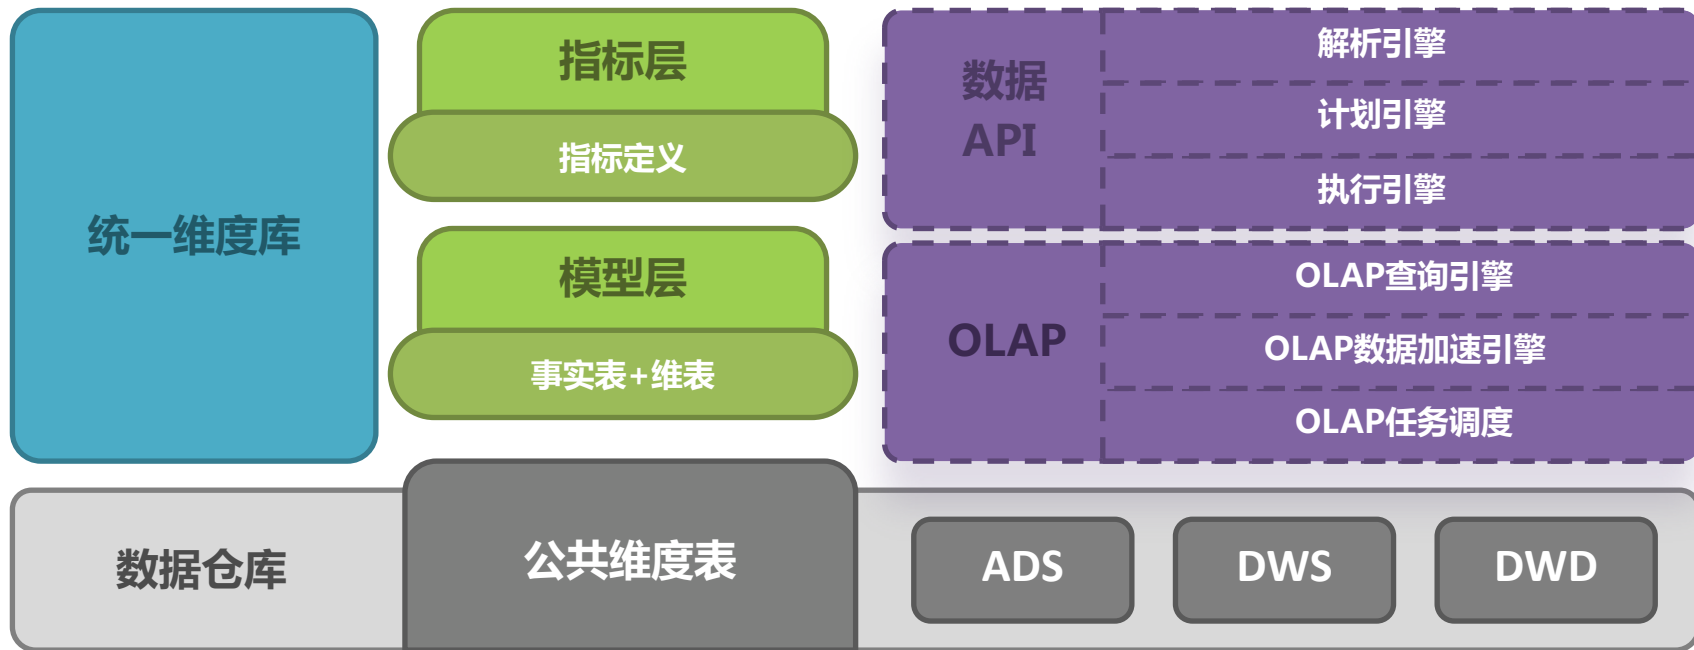 统一维度库
指标层
指标定义
模型层
事实表+维表
数据
API
解析引擎
计划引擎
执行引擎
OLAP
OLAP查询引擎
OLAP数据加速引擎
OLAP任务调度
数据仓库
公共维度表
ADS
DWS
DWD